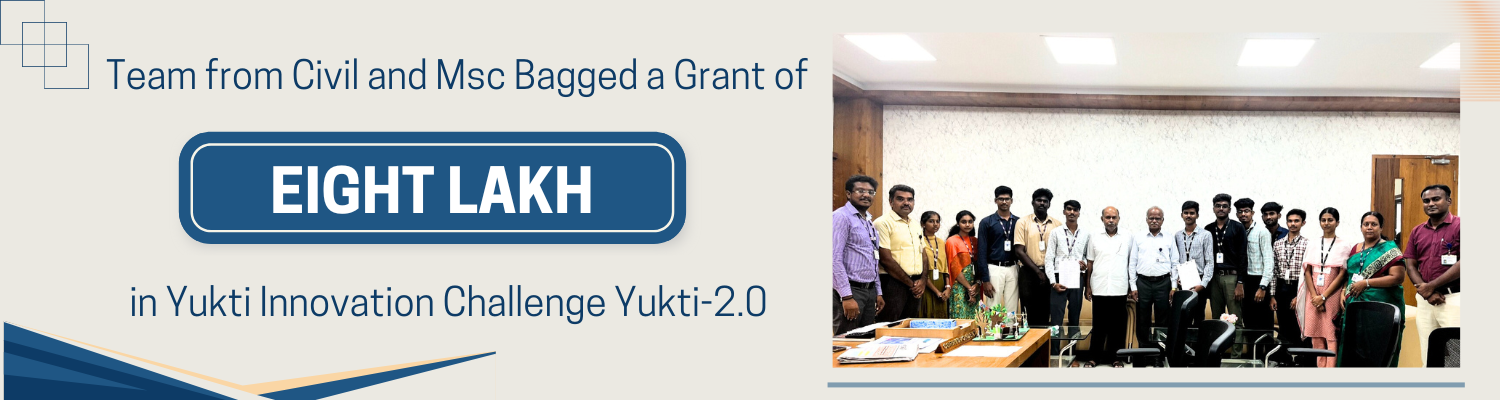 Team from Civil and Msc Bagged a Grant of
EIGHT LAKH
in Yukti Innovation Challenge Yukti-2.0